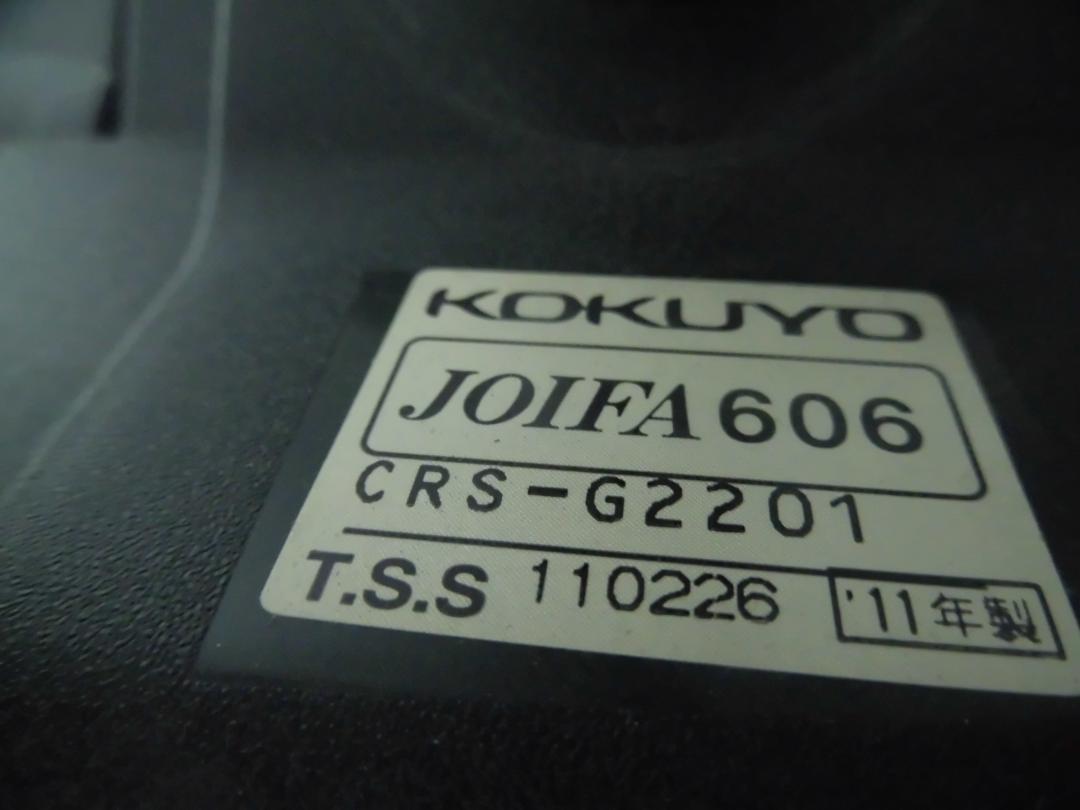 KOKUYO
JOIFA 606
CRS-G2201
T.S.S 110226 '11年製